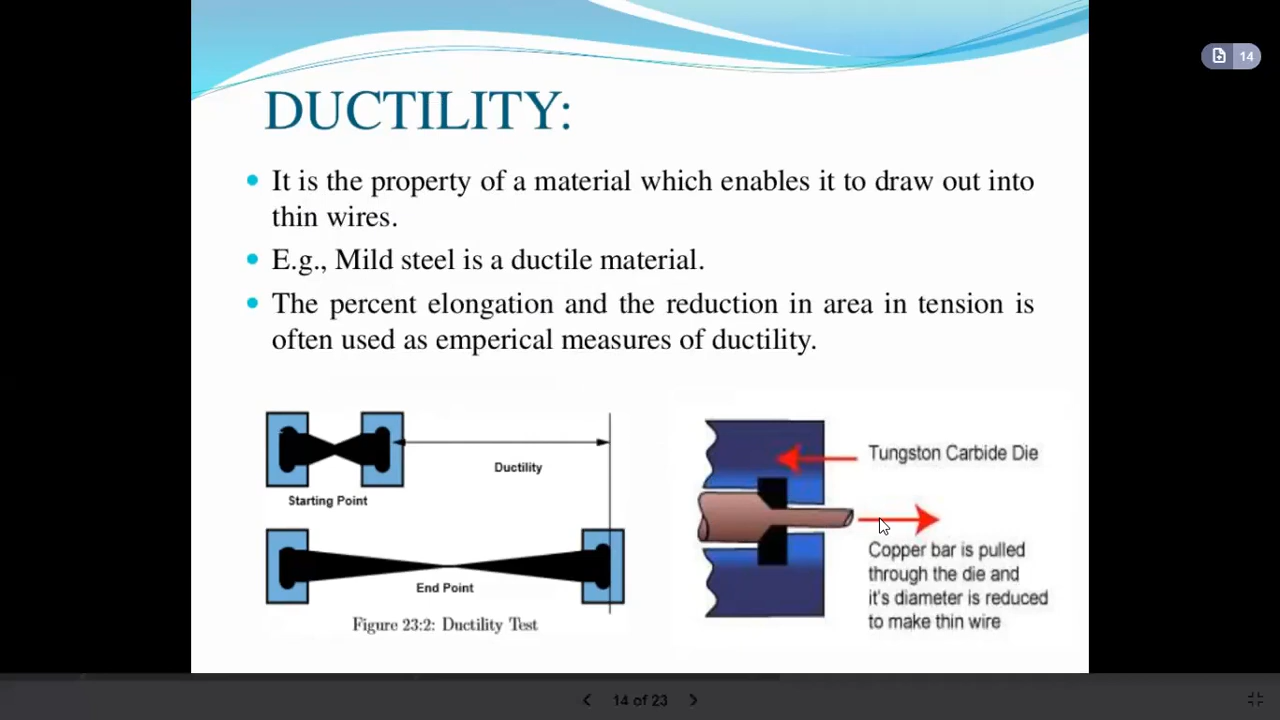 14
DUCTILITY:
It is the property of a material which enables it to draw out into
thin wires.
E.g., Mild steel is a ductile material.
The percent elongation and the reduction in area in tension is
often used as emperical measures of ductility.
Ductility
Starting Point
End Point
Figure 23:2: Ductility Test
Tungston Carbide Die
Copper bar is pulled
through the die and
it's diameter is reduced
to make thin wire
14 of 23